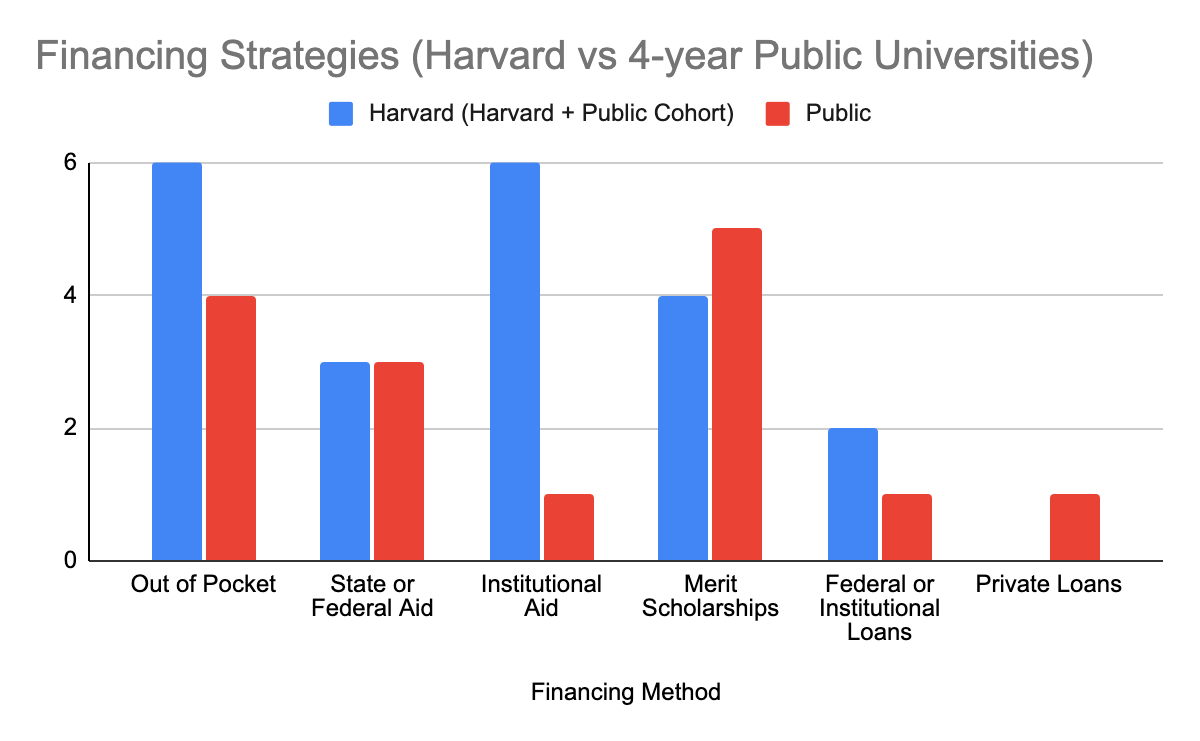 Financing Strategies (Harvard vs 4-year Public Universities)
Harvard (Harvard + Public Cohort) Public
6
4
2
0
Out of Pocket
State or
Federal Aid
Institutional
Aid
Merit
Scholarships
Federal or
Institutional
Loans
Private Loans
Financing Method